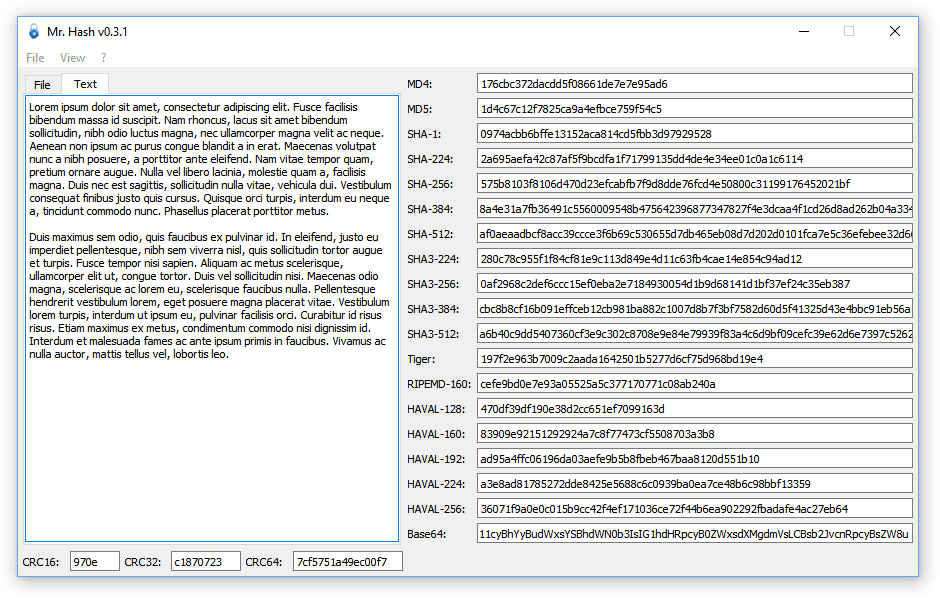 Mr. Hash v0.3.1
File View ?
File Text
Lorem ipsum dolor sit amet, consectetur adipiscing elit. Fusce facilisis
bibendum massa id suscipit. Nam rhoncus, lacus sit amet bibendum
sollicitudin, nibh odio luctus magna, nec ullamcorper magna velit ac neque.
Aenean non ipsum ac purus congue blandit a in erat. Maecenas volutpat
nunc a nibh posuere, a porttitor ante eleifend. Nam vitae tempor quam,
pretium ornare augue. Nulla vel libero lacinia, molestie quam a, facilisis
magna. Duis nec est sagittis, sollicitudin nulla vitae, vehicula dui. Vestibulum
consequat finibus justo quis cursus. Quisque orci turpis, interdum eu neque
a, tincidunt commodo nunc. Phasellus placerat porttitor metus.
Duis maximus sem odio, quis faucibus ex pulvinar id. In eleifend, justo eu
imperdiet pellentesque, nibh sem viverra nisl, quis sollicitudin tortor augue
et turpis. Fusce tempor nisi sapien. Aliquam ac metus scelerisque,
ullamcorper elit ut, congue tortor. Duis vel sollicitudin nisi. Maecenas odio
magna, scelerisque ac lorem eu, scelerisque faucibus nulla. Pellentesque
hendrerit vestibulum lorem, eget posuere magna placerat vitae. Vestibulum
lorem turpis, interdum ut ipsum eu, pulvinar facilisis orci. Curabitur id risus
risus. Etiam maximus ex metus, condimentum commodo nisi dignissim id.
Interdum et malesuada fames ac ante ipsum primis in faucibus. Vivamus ac
nulla auctor, mattis tellus vel, lobortis leo.
MD4: 176cbc372dacdd5f08661de7e7e95ad6
MD5: 1d4c67c12f7825ca9a4efbce759f54c5
SHA-1: 0974acbb6bffe13152aca814cd5fbb3d97929528
SHA-224: 2a695aefa42c87af5f9bcdfa1f71799135dd4de4e34ee01c0a1c6114
SHA-256: 575b8103f8106d470d23efcabfb7f9d8dde76fcd4e50800c31199176452021bf
SHA-384: 8a4e31a7fb36491c5560009548b475642396877347827f4e3dcaa4f1cd26d8ad262b04a334
SHA-512: af0aeaadbcf8acc39ccce3f6b69c530655d7db465eb08d7d202d0101fca7e5c36efebee32d66
SHA3-224: 280c78c955f1f84cf81e9c113d849e4d11c63fb4cae14e854c94ad12
SHA3-256: 0af2968c2def6ccc15ef0eba2e7184930054d1b9d68141d1bf37ef24c35eb387
SHA3-384: cbc8b8cf16b091effceb12cb981ba882c1007d8b7f3bf7582d60d5f41325d43e4bbc91eb56a
SHA3-512: a6b40c9dd5407360cf3e9c302c8708e9e84e79939f83a4c6d9bf09cefc39e62d6e7397c5262
Tiger: 197f2e963b7009c2aada1642501b5277d6cf75d968bd19e4
RIPEMD-160: cefe9bd0e7e93a05525a5c377170771c08ab240a
HAVAL-128: 470df39df190e38d2cc651ef7099163d
HAVAL-160: 83909e92151292924a7c8f77473cf5508703a3b8
HAVAL-192: ad95a4ffc06196da03aefe9b5b8fbeb467baa8120d551b10
HAVAL-224: a3e8ad81785272dde8425e5688c6c0939ba0ea7ce48b6c98bbf13359
HAVAL-256: 36071f9a0e0c015b9cc42f4ef171036ce72f44b6ea902292fbadafe4ac27eb64
Base64: 11cyBhYyBudWxsYSBhdWN0b3IsIG1hdHRpcyB0ZWxsdXMgdmVsLCBsb2JvcnRpcyBsZW8u
CRC16: 970e CRC32: c1870723 CRC64: 7cf5751a49ec00f7